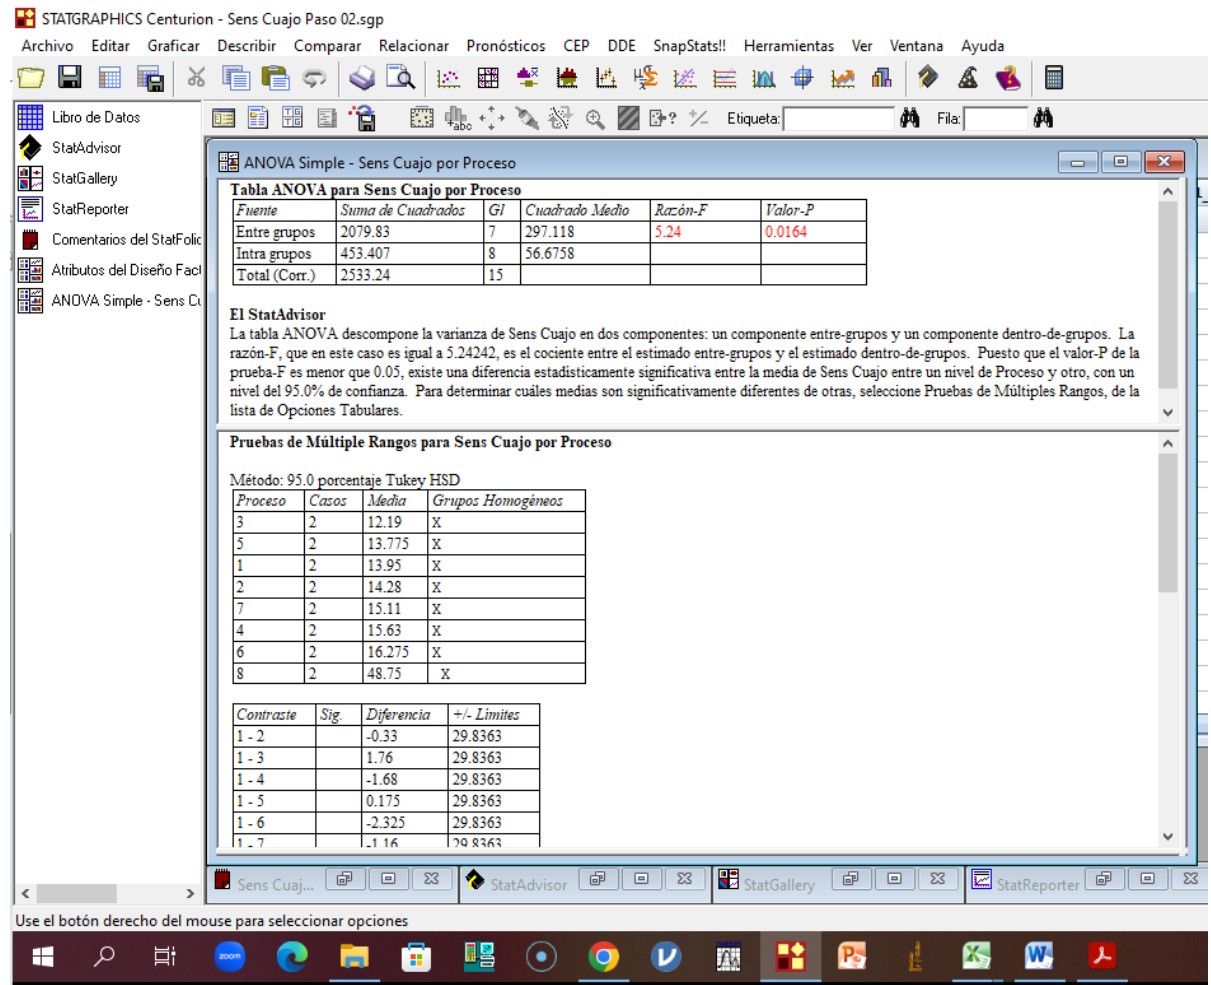 STATGRAPHICS Centurion - Sens Cuajo Paso 02.sgp
Archivo Editar Graficar Describir Comparar Relacionar Pronósticos CEP DDE SnapStats!! Herramientas Ver Ventana Ayuda
Etiqueta: Fila:
Libro de Datos
StatAdvisor
StatGallery
StatReporter
Comentarios del StatFolio
Atributos del Diseño Fact
ANOVA Simple - Sens Cu
ANOVA Simple - Sens Cuajo por Proceso
Tabla ANOVA para Sens Cuajo por Proceso
Fuente Suma de Cuadrados Gl Cuadrado Medio Razón-F Valor-P
Entre grupos 2079.83 7 297.118 5.24 0.0164
Intra grupos 453.407 8 56.6758
Total (Corr.) 2533.24 15
El StatAdvisor
La tabla ANOVA descompone la varianza de Sens Cuajo en dos componentes: un componente entre-grupos y un componente dentro-de-grupos. La
razón-F, que en este caso es igual a 5.24242, es el cociente entre el estimado entre-grupos y el estimado dentro-de-grupos. Puesto que el valor-P de la
prueba-F es menor que 0.05, existe una diferencia estadísticamente significativa entre la media de Sens Cuajo entre un nivel de Proceso y otro, con un
nivel del 95.0% de confianza. Para determinar cuáles medias son significativamente diferentes de otras, seleccione Pruebas de Múltiples Rangos, de la
lista de Opciones Tabulares.
Pruebas de Múltiple Rangos para Sens Cuajo por Proceso
Método: 95.0 porcentaje Tukey HSD
Proceso Casos Media Grupos Homogéneos
3 2 12.19 X
5 2 13.775 X
1 2 13.95 X
2 2 14.28 X
7 2 15.11 X
4 2 15.63 X
6 2 16.275 X
8 2 48.75 X
Contraste Sig. Diferencia +/- Límites
1 - 2 -0.33 29.8363
1 - 3 1.76 29.8363
1 - 4 -1.68 29.8363
1 - 5 0.175 29.8363
1 - 6 -2.325 29.8363
1 - 7 -1.16 29.8363
Sens Cuaj... StatAdvisor StatGallery StatReporter
Use el botón derecho del mouse para seleccionar opciones
zoom